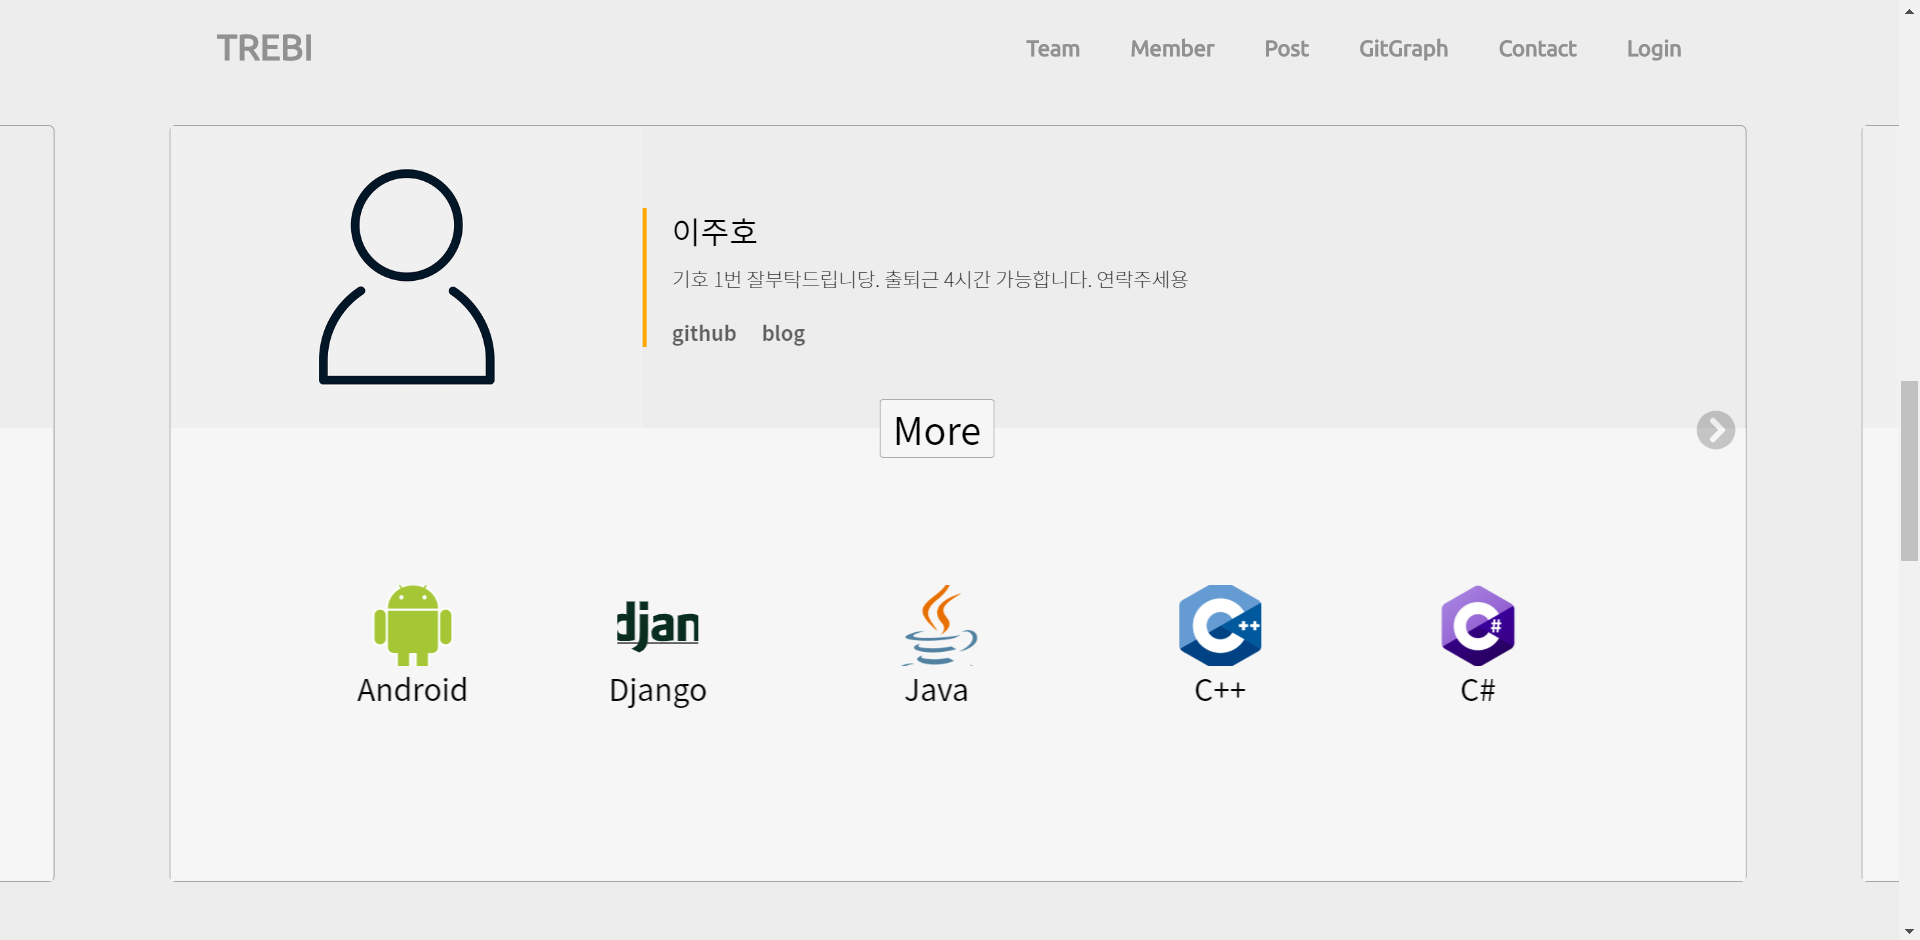 TREBI
Team Member Post GitGraph Contact Login
이주호
기호 1번 잘부탁드립니당. 출퇴근 4시간 가능합니다. 연락주세용
github blog
More
djan
C ++
C #
Android Django Java C++ C#